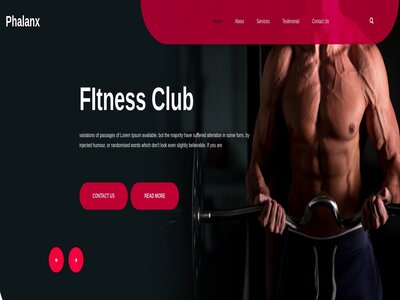 Phalanx
Home About Services Testimonial Contact Us
FItness Club
variations of passages of Lorem Ipsum available, but the majority have suffered alteration in some form, by
injected humour, or randomised words which don't look even slightly believable. If you are
CONTACT US READ MORE